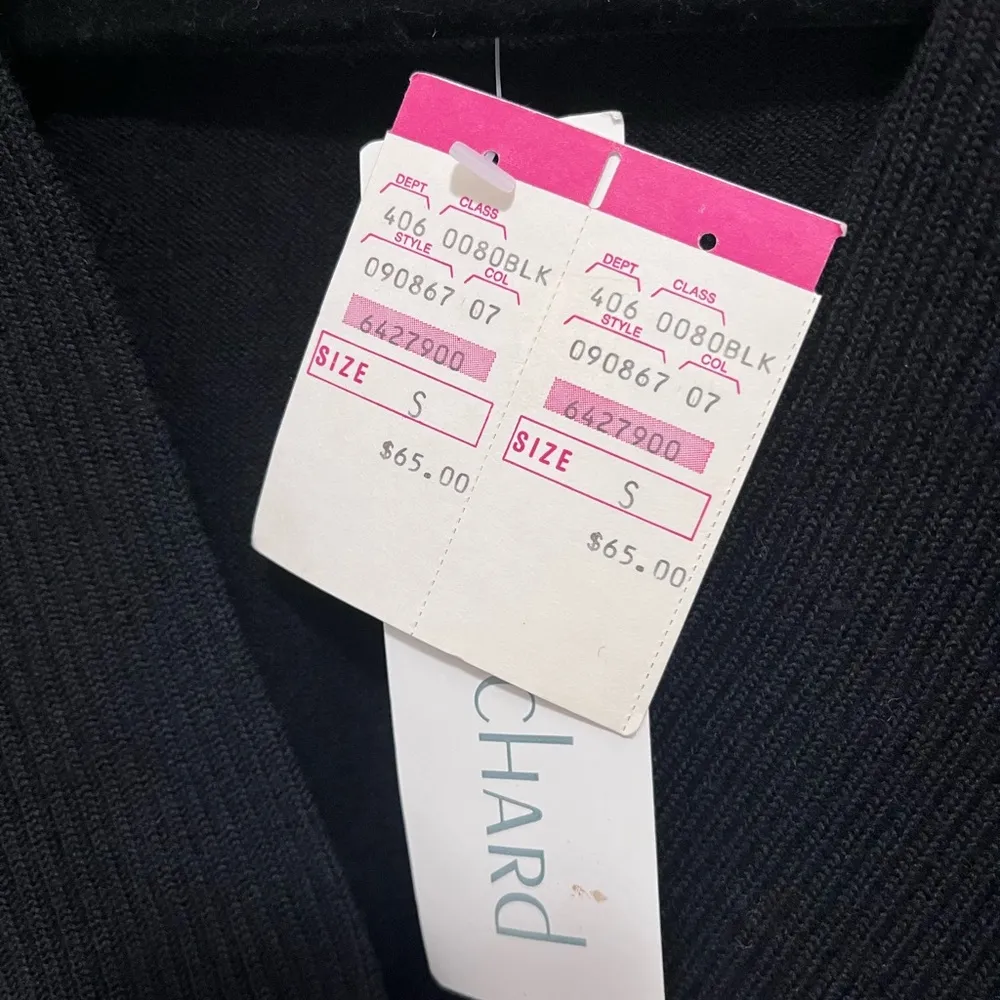 DEPT CLASS
406 0080BLK
STYLE COL
090867 07
6427900
SIZE S
$65.00
DEPT CLASS
406 0080BLK
STYLE COL
090867 07
6427900
SIZE S
$65.00
CHARd